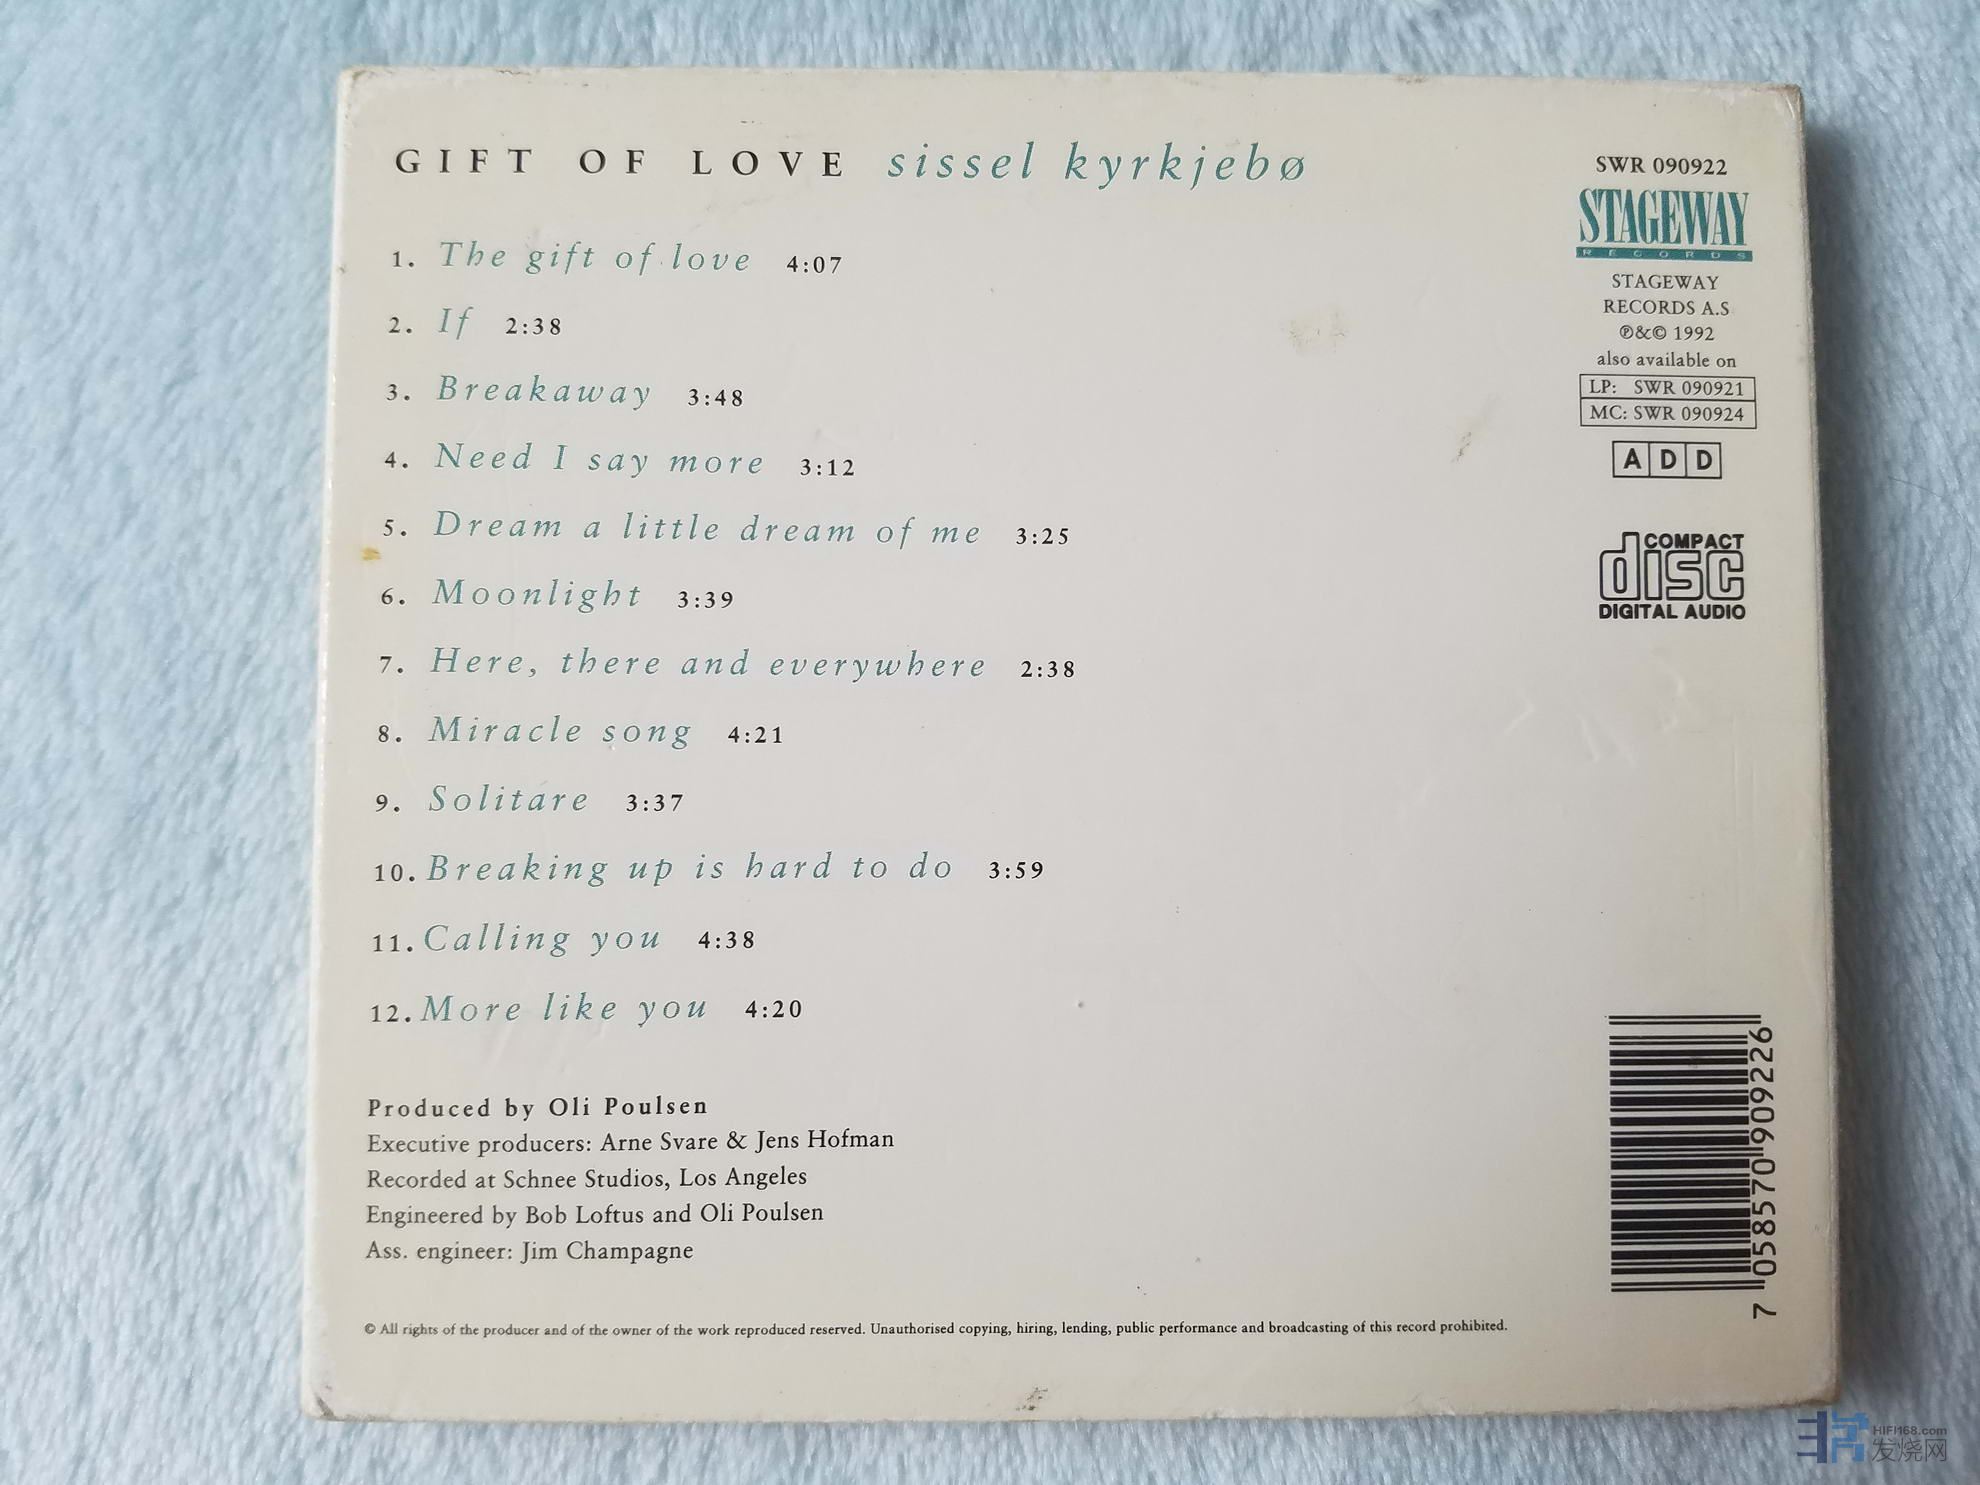 GIFT OF LOVE sissel kyrkjebø
1. The gift of love 4:07
2. If 2:38
3. Breakaway 3:48
4. Need I say more 3:12
5. Dream a little dream of me 3:25
6. Moonlight 3:39
7. Here, there and everywhere 2:38
8. Miracle song 4:21
9. Solitare 3:37
10. Breaking up is hard to do 3:59
11. Calling you 4:38
12. More like you 4:20
Produced by Oli Poulsen
Executive producers: Arne Svare & Jens Hofman
Recorded at Schnee Studios, Los Angeles
Engineered by Bob Loftus and Oli Poulsen
Ass. engineer: Jim Champagne
© All rights of the producer and of the owner of the work reproduced reserved. Unauthorised copying, hiring, lending, public performance and broadcasting of this record prohibited.
SWR 090922
STAGEWAY
RECORDS
STAGEWAY
RECORDS A.S
℗&© 1992
also available on
LP: SWR 090921
MC: SWR 090924
A D D
COMPACT
disc
DIGITAL AUDIO
7 058570 909226
非常
HIFI168.com
发烧网